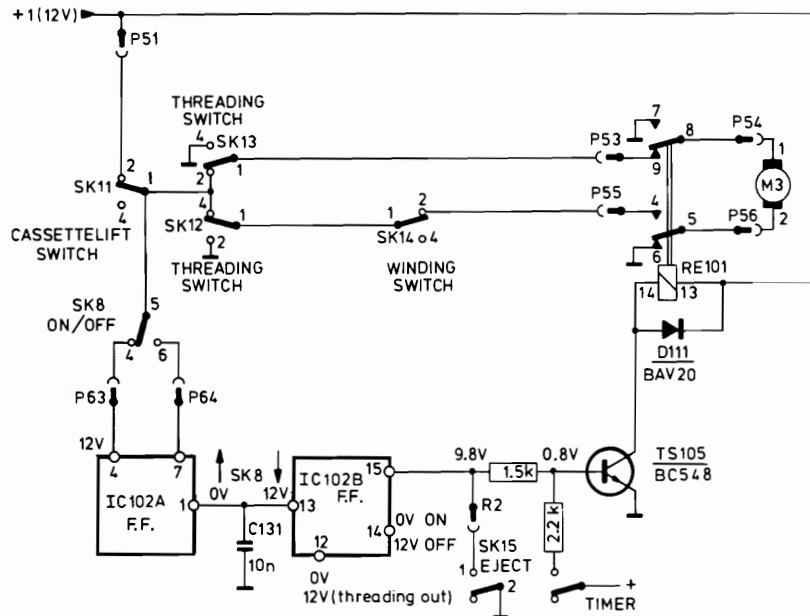 +1(12V)
P51
THREADING
SWITCH
4
SK13
1
2
7
8
P53
9
P54
1
M3
2
SK11
2
1
4
CASSETTELIFT
SWITCH
4
SK12
1
2
THREADING
SWITCH
2
1
SK14
4
WINDING
SWITCH
P55
4
5
6
P56
RE101
14
13
D111
BAV20
SK8
ON/OFF
5
4
6
P63
P64
12V
4
7
IC102A
F.F.
1
0V
SK8
12V
C131
10n
13
IC102B
F.F.
15
14
12
0V
12V(threading out)
0V ON
12V OFF
9.8V
1.5k
0.8V
TS105
BC548
R2
SK15
EJECT
1
2
2.2k
+
TIMER